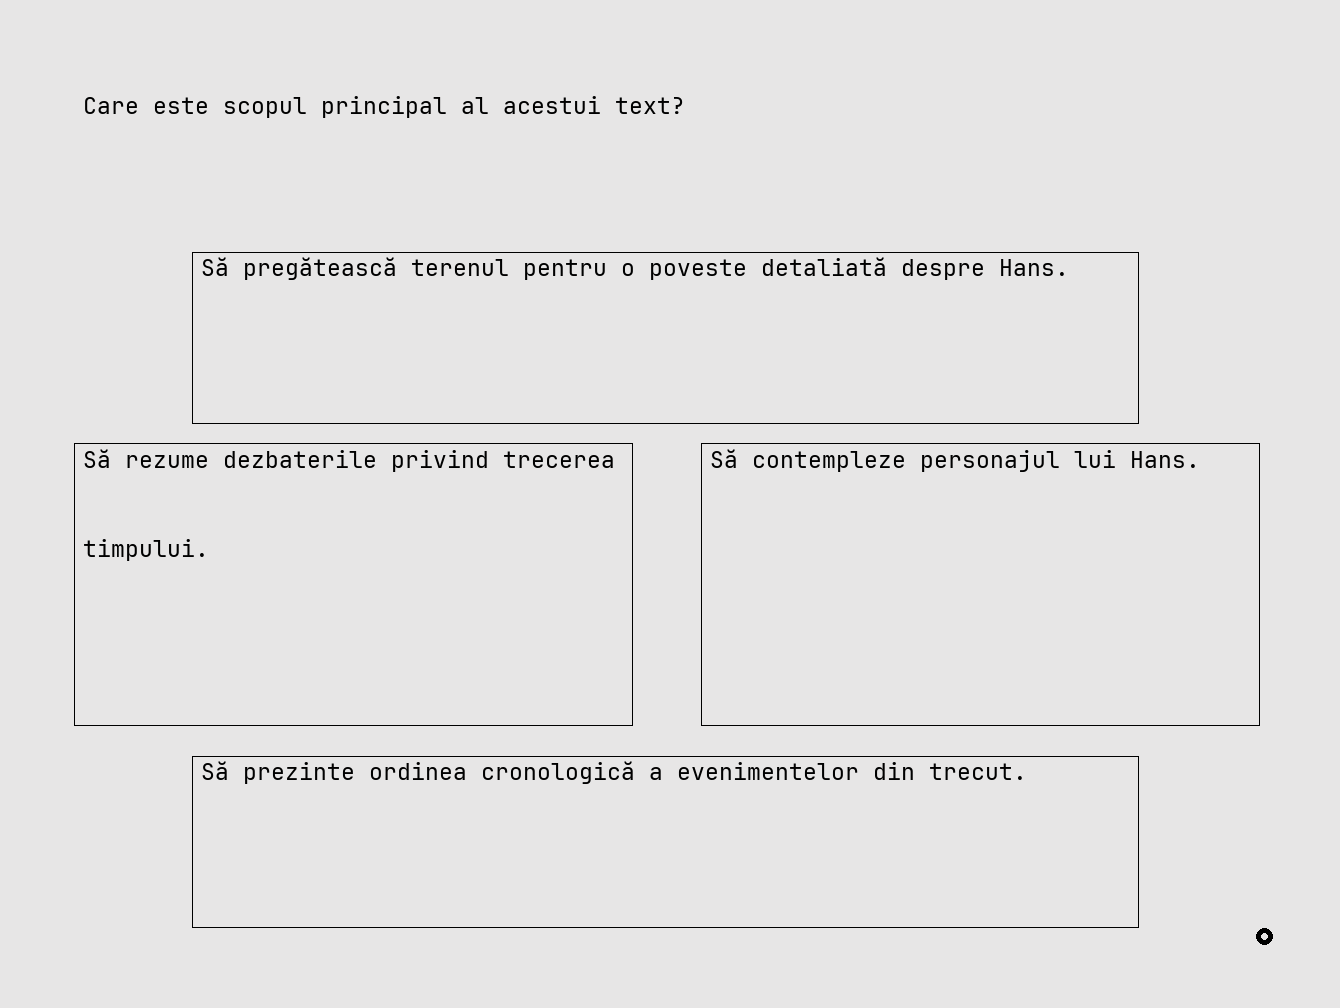 Care este scopul principal al acestui text?
Să pregătească terenul pentru o poveste detaliată despre Hans.
Să rezume dezbaterile privind trecerea
timpului.
Să contempleze personajul lui Hans.
Să prezinte ordinea cronologică a evenimentelor din trecut.